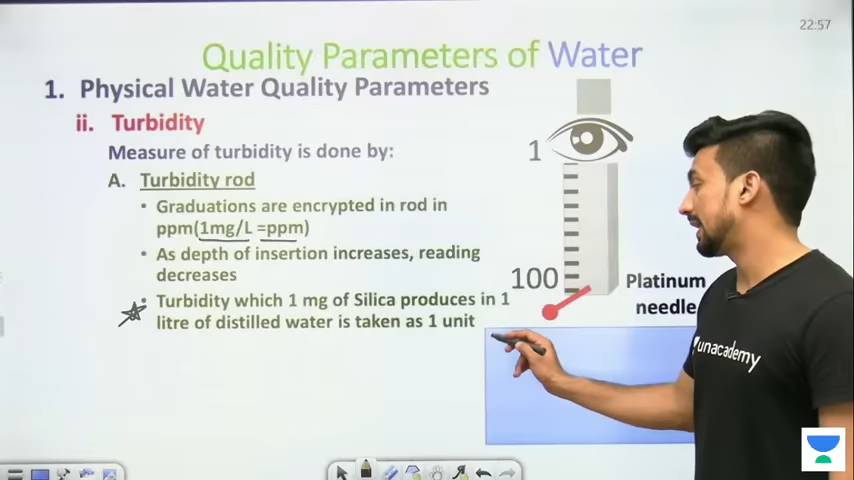 22:57
Quality Parameters of Water
1. Physical Water Quality Parameters
ii. Turbidity
Measure of turbidity is done by:
A. Turbidity rod
• Graduations are encrypted in rod in
ppm(1mg/L =ppm)
• As depth of insertion increases, reading
decreases
• Turbidity which 1 mg of Silica produces in 1
litre of distilled water is taken as 1 unit
1
100
Platinum
needle
unacademy